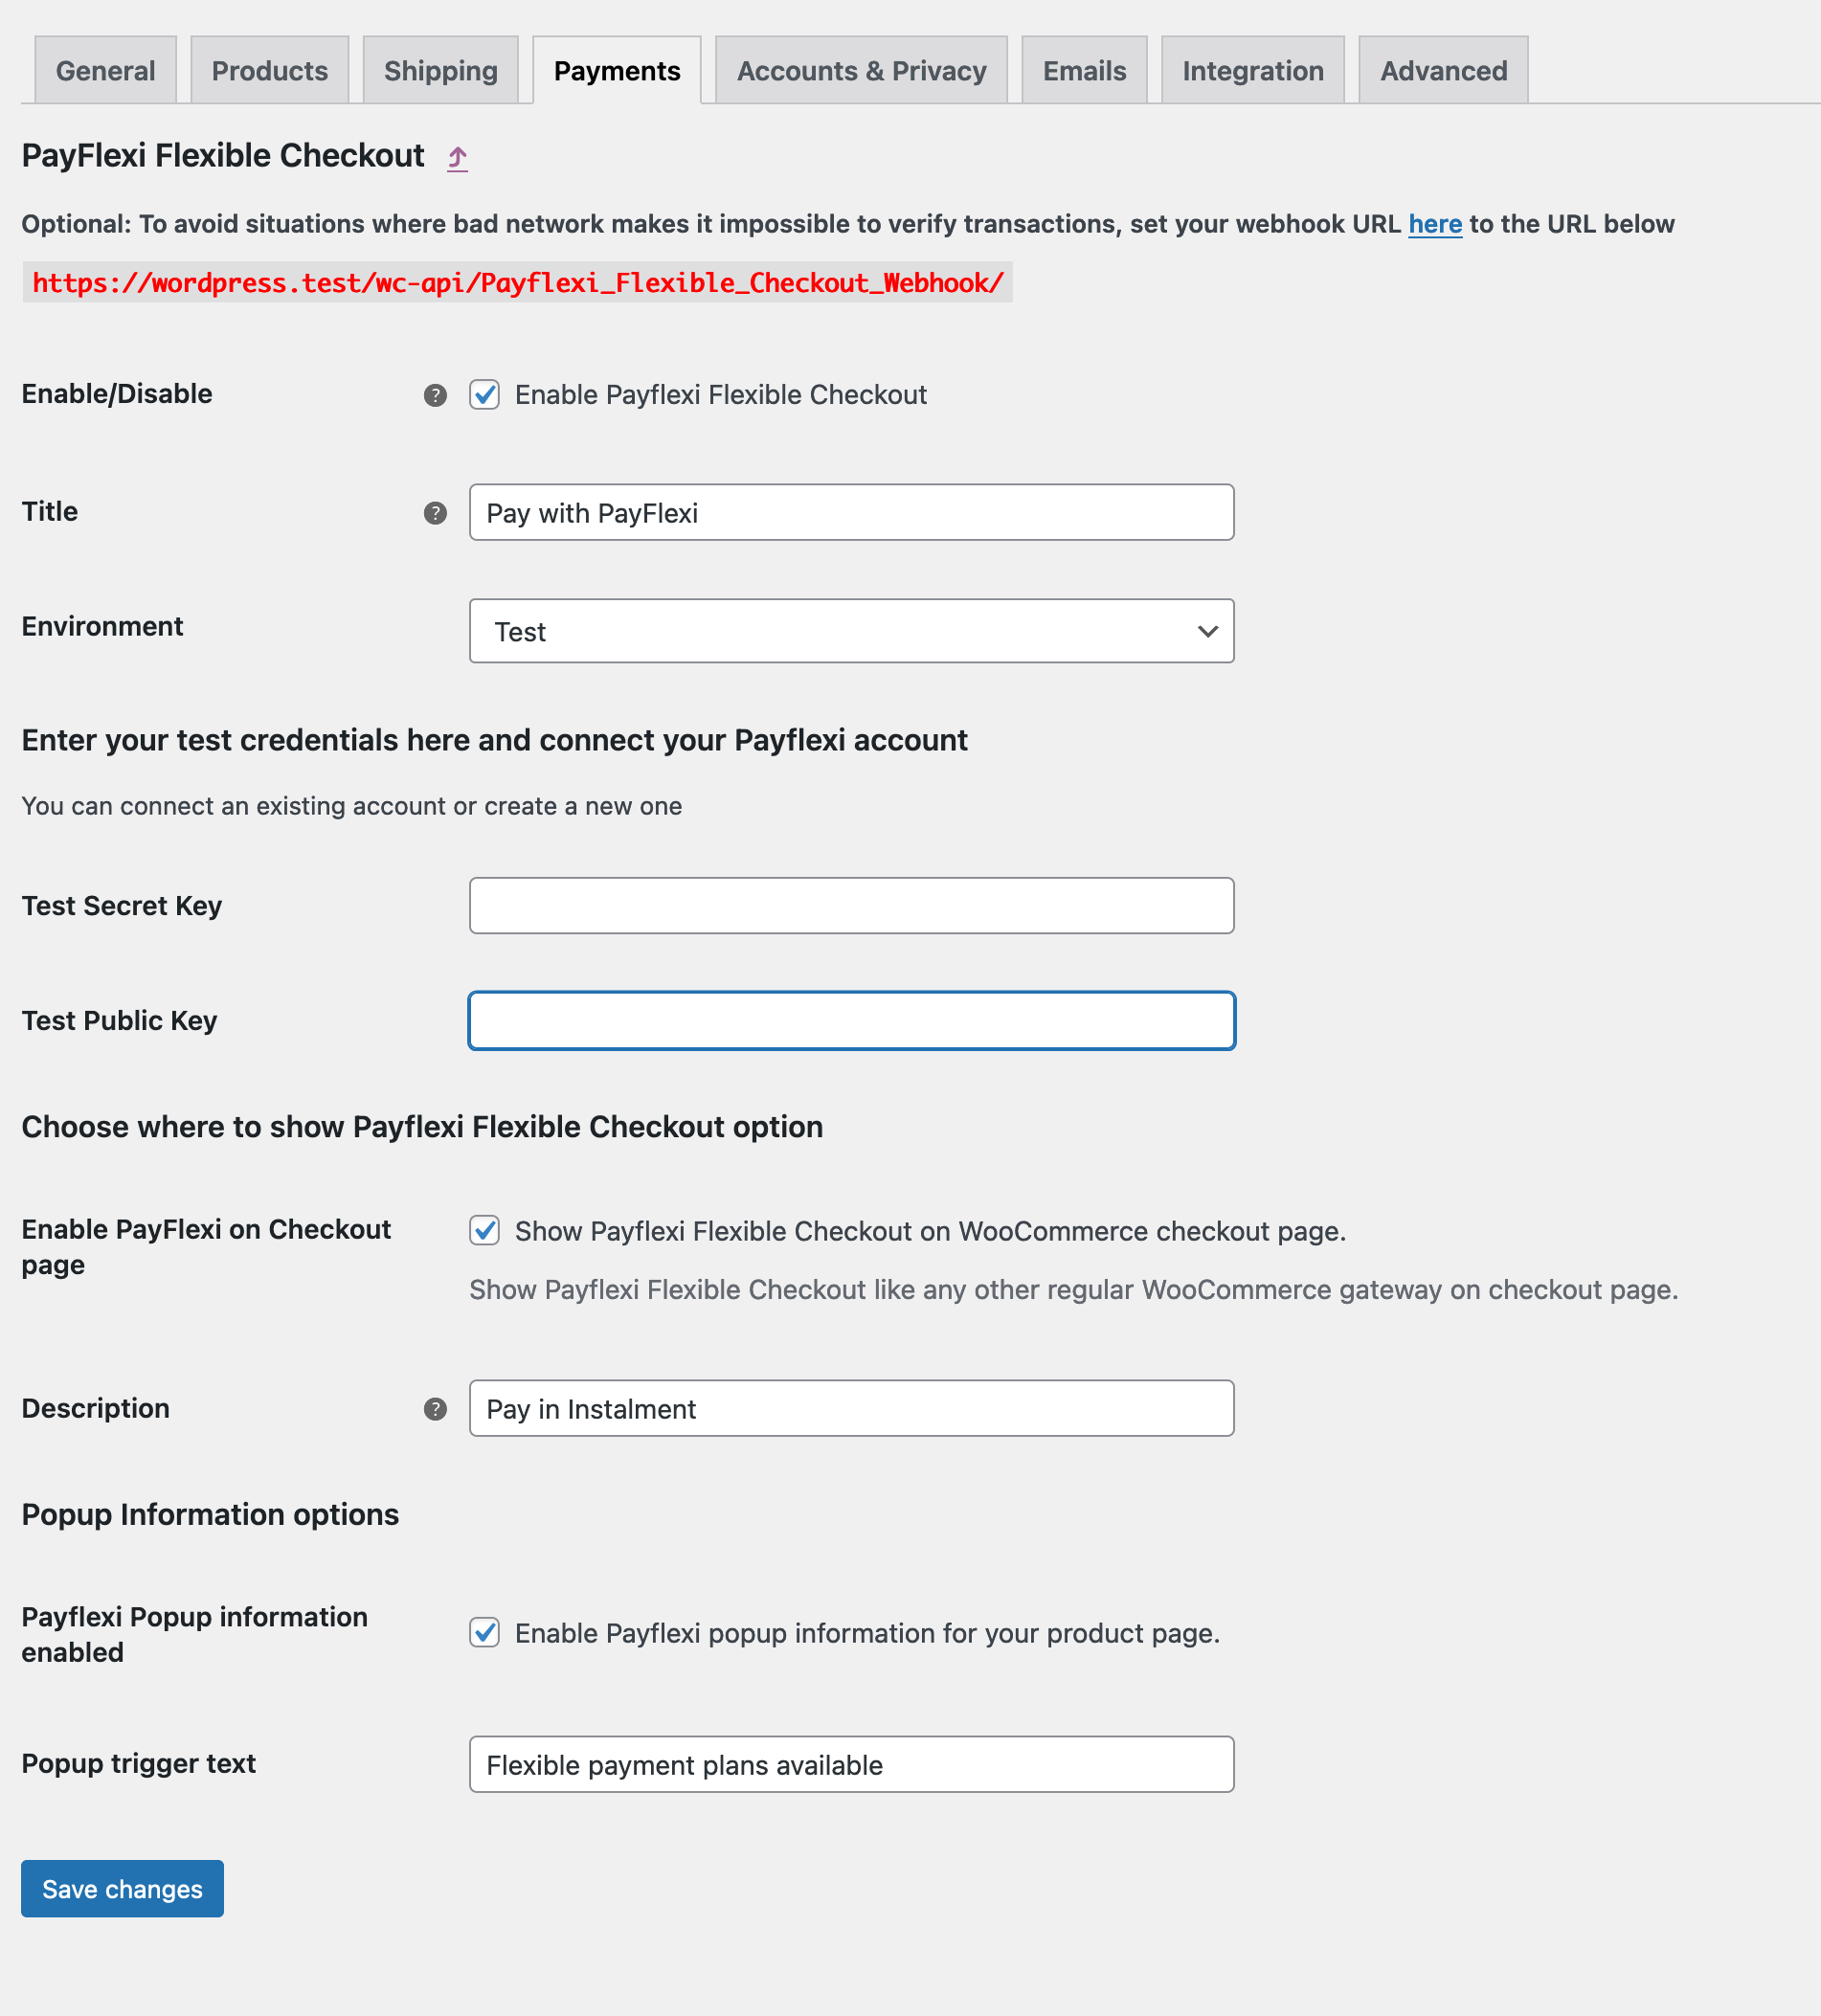 General Products Shipping Payments Accounts & Privacy Emails Integration Advanced
PayFlexi Flexible Checkout ⤴
Optional: To avoid situations where bad network makes it impossible to verify transactions, set your webhook URL here to the URL below
https://wordpress.test/wc-api/Payflexi_Flexible_Checkout_Webhook/
Enable/Disable ? Enable Payflexi Flexible Checkout
Title ? Pay with PayFlexi
Environment Test
Enter your test credentials here and connect your Payflexi account
You can connect an existing account or create a new one
Test Secret Key
Test Public Key
Choose where to show Payflexi Flexible Checkout option
Enable PayFlexi on Checkout
page
Show Payflexi Flexible Checkout on WooCommerce checkout page.
Show Payflexi Flexible Checkout like any other regular WooCommerce gateway on checkout page.
Description ? Pay in Instalment
Popup Information options
Payflexi Popup information
enabled
Enable Payflexi popup information for your product page.
Popup trigger text Flexible payment plans available
Save changes